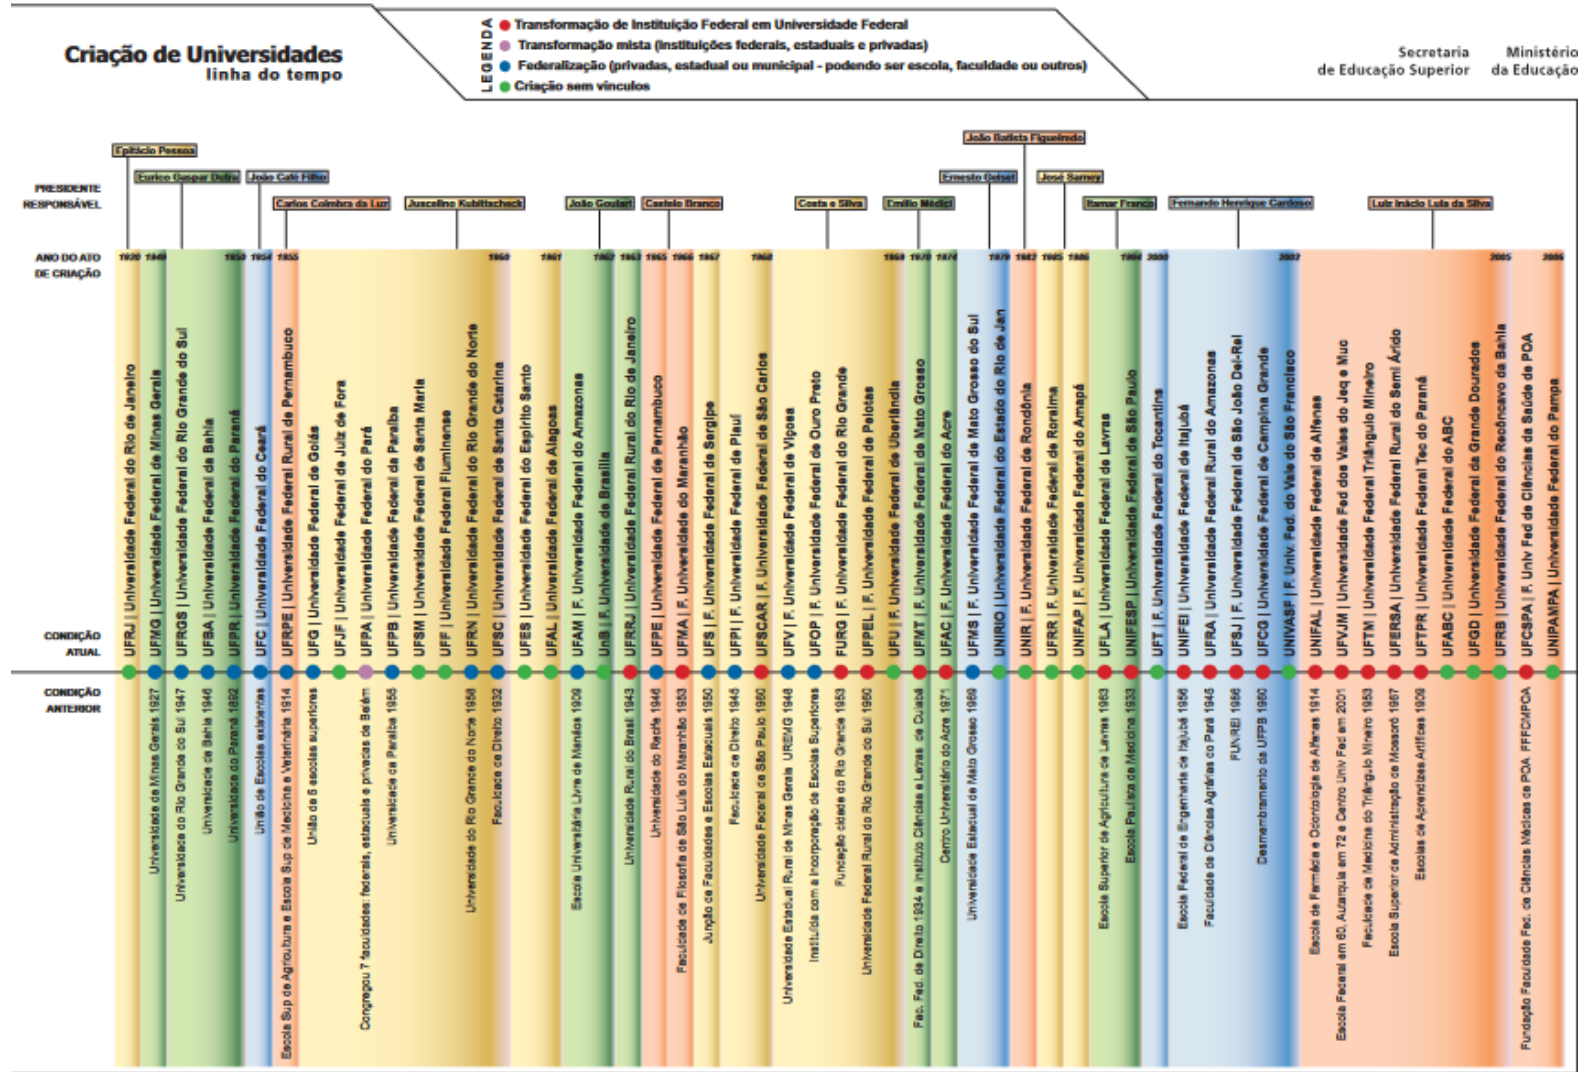 Criação de Universidades
linha do tempo
LEGENDA
Transformação de Instituição Federal em Universidade Federal
Transformação mista (instituições federais, estaduais e privadas)
Federalização (privadas, estadual ou municipal - podendo ser escola, faculdade ou outros)
Criação sem vínculos
Secretaria
de Educação Superior
Ministério
da Educação
PRESIDENTE
RESPONSÁVEL
Epitácio Pessoa
Eurico Gaspar Dutra
João Café Filho
Carlos Coimbra da Luz
Juscelino Kubittscheck
João Goulart
Castelo Branco
Costa e Silva
Emílio Médici
Ernesto Geisel
João Batista Figueiredo
José Sarney
Itamar Franco
Fernando Henrique Cardoso
Luiz Inácio Lula da Silva
ANO DO ATO
DE CRIAÇÃO
1920
1949
1950
1954
1955
1960
1961
1962
1963
1965
1966
1967
1968
1969
1970
1974
1979
1982
1985
1986
1994
2000
2002
2005
2006
CONDIÇÃO
ATUAL
UFRJ | Universidade Federal do Rio de Janeiro
UFMG | Universidade Federal de Minas Gerais
UFRGS | Universidade Federal do Rio Grande do Sul
UFBA | Universidade Federal da Bahia
UFPR | Universidade Federal do Paraná
UFC | Universidade Federal do Ceará
UFRPE | Universidade Federal Rural de Pernambuco
UFG | Universidade Federal de Goiás
UFJF | Universidade Federal de Juiz de Fora
UFPA | Universidade Federal do Pará
UFPB | Universidade Federal da Paraíba
UFSM | Universidade Federal de Santa Maria
UFF | Universidade Federal Fluminense
UFRN | Universidade Federal do Rio Grande do Norte
UFSC | Universidade Federal de Santa Catarina
UFES | Universidade Federal do Espírito Santo
UFAL | Universidade Federal de Alagoas
UFAM | F. Universidade Federal do Amazonas
UnB | F. Universidade de Brasília
UFRRJ | Universidade Federal Rural do Rio de Janeiro
UFPE | Universidade Federal de Pernambuco
UFMA | F. Universidade Federal do Maranhão
UFS | F. Universidade Federal de Sergipe
UFPI | F. Universidade Federal do Piauí
UFSCAR | F. Universidade Federal de São Carlos
UFV | F. Universidade Federal de Viçosa
UFOP | F. Universidade Federal de Ouro Preto
FURG | Universidade Federal do Rio Grande
UFPEL | F. Universidade Federal de Pelotas
UFU | F. Universidade Federal de Uberlândia
UFMT | F. Universidade Federal de Mato Grosso
UFAC | F. Universidade Federal do Acre
UFMS | F. Universidade Federal de Mato Grosso do Sul
UNIRIO | Universidade Federal do Estado do Rio de Jan
UNIR | F. Universidade Federal de Rondônia
UFRR | F. Universidade Federal de Roraima
UNIFAP | F. Universidade Federal do Amapá
UFLA | Universidade Federal de Lavras
UNIFESP | Universidade Federal de São Paulo
UFT | F. Universidade Federal do Tocantins
UNIFEI | Universidade Federal de Itajubá
UFRA | Universidade Federal Rural do Amazonas
UFSJ | F. Universidade Federal de São João Del-Rei
UFCG | Universidade Federal de Campina Grande
UNIVASF | F. Univ. Fed. do Vale do São Francisco
UNIFAL | Universidade Federal de Alfenas
UFVJM | Universidade Fed dos Vales do Jeq e Muc
UFTM | Universidade Federal Triângulo Mineiro
UFERSA | Universidade Federal Rural do Semi Árido
UFTPR | Universidade Federal Tec do Paraná
UFABC | Universidade Federal do ABC
UFGD | Universidade Federal da Grande Dourados
UFRB | Universidade Federal do Recôncavo da Bahia
UFCSPA | F. Univ Fed de Ciências da Saúde de POA
UNIPAMPA | Universidade Federal do Pampa
CONDIÇÃO
ANTERIOR
Universidade de Minas Gerais 1927
Universidade do Rio Grande do Sul 1947
Universidade da Bahia 1946
Universidade do Paraná 1892
União de Escolas existentes
Escola Sup de Agricultura e Escola Sup de Medicina e Veterinária 1914
União de 5 escolas superiores
Congregou 7 faculdades: federais, estaduais e privadas de Belém
Universidade da Paraíba 1955
Universidade do Rio Grande do Norte 1958
Faculdade de Direito 1932
Escola Universitária Livre de Manáos 1909
Universidade Rural do Brasil 1943
Universidade do Recife 1946
Faculdade de Filosofia de São Luís do Maranhão 1953
Junção de Faculdades e Escolas Estaduais 1950
Faculdade de Direito 1945
Universidade Federal de São Paulo 1960
Universidade Estadual Rural de Minas Gerais UREMG 1948
Instituída com a Incorporação de Escolas Superiores
Fundação cidade do Rio Grande 1953
Universidade Federal Rural do Rio Grande do Sul 1960
Fac. Fed. de Direito 1934 e Instituto Ciências e Letras de Cuiabá
Centro Universitário do Acre 1971
Universidade Estadual de Mato Grosso 1969
Escola Superior de Agricultura de Lavras 1963
Escola Paulista de Medicina 1933
Escola Federal de Engenharia de Itajubá 1956
Faculdade de Ciências Agrárias do Pará 1945
FUNREI 1986
Desmembramento da UFPB 1960
Escola de Farmácia e Odontologia de Alfenas 1914
Escola Federal em 60, Autarquia em 72 e Centro Univ Fed em 2001
Faculdade de Medicina do Triângulo Mineiro 1953
Escola Superior de Administração de Mossoró 1967
Escolas de Aprendizes Artífices 1909
Fundação Faculdade Fed. de Ciências Médicas de POA FFFCMPOA